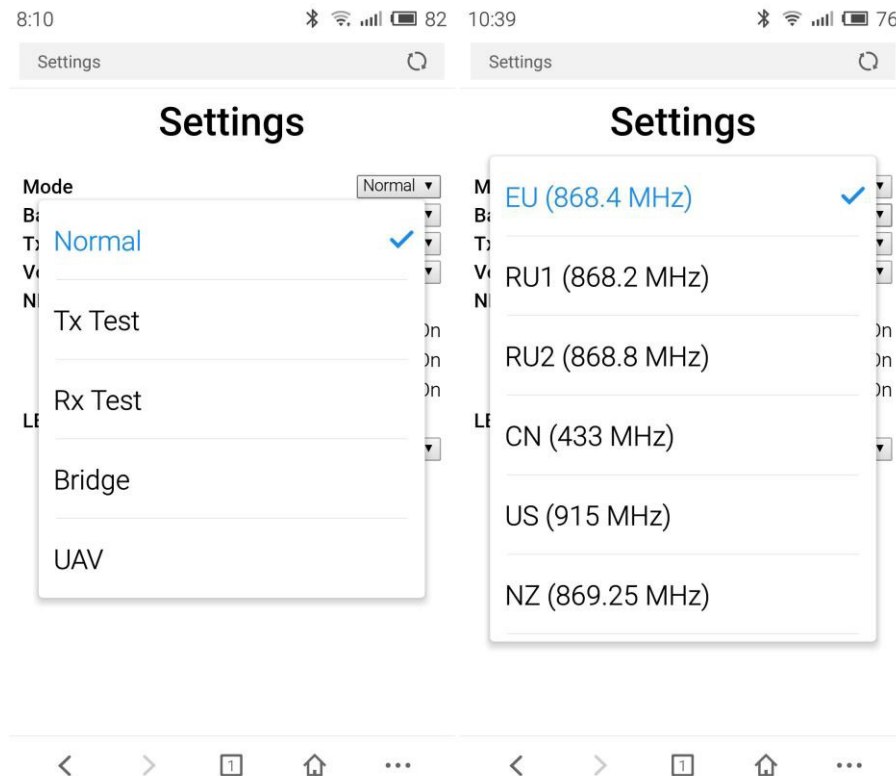 8:10 82
Settings
Settings
Mode Normal
Normal
Tx Test
Rx Test
Bridge
UAV
1
10:39 76
Settings
Settings
EU (868.4 MHz)
RU1 (868.2 MHz)
RU2 (868.8 MHz)
CN (433 MHz)
US (915 MHz)
NZ (869.25 MHz)
1